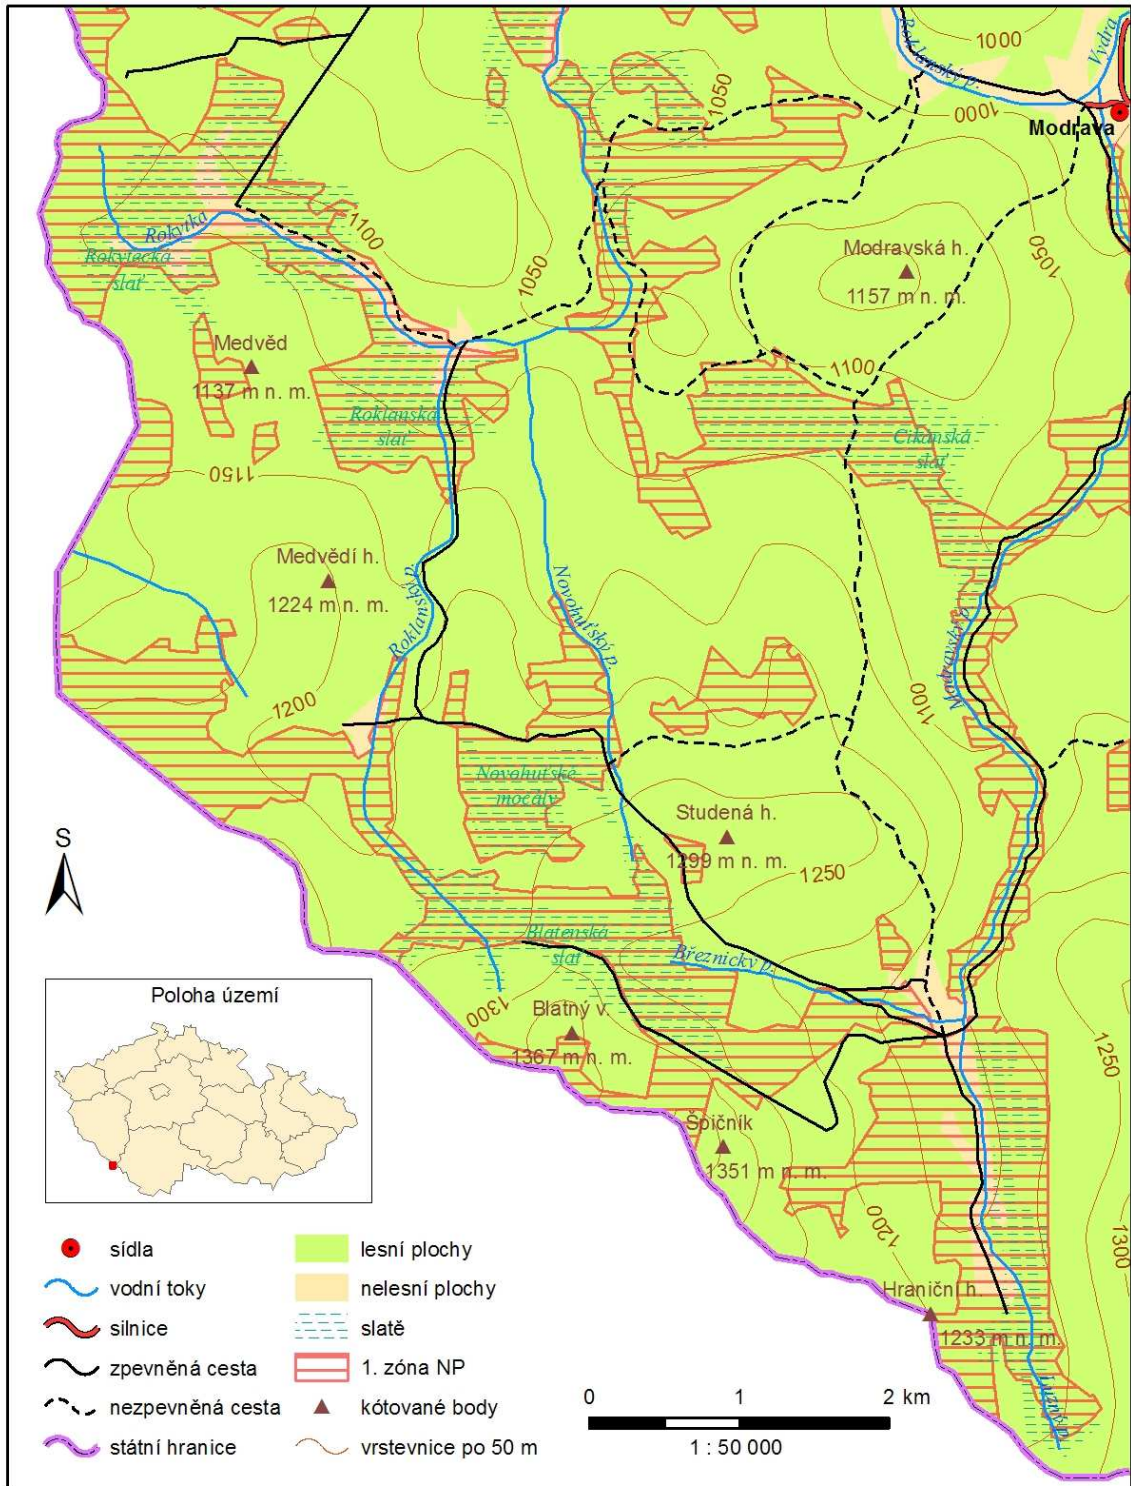 1000
Roklanský p.
Vydra
1050
1000
Modrava
Rokytka
1100
Rokytecká
slať
1050
Modravská h.
1157 m n. m.
1050
Medvěd
1137 m n. m.
1100
Roklanská
slať
Cikánská
slať
1150
Medvědí h.
1224 m n. m.
Roklanský p.
Novohuťský p.
Modravský p.
1200
1100
Novohuťské
močály
Studená h.
1299 m n. m.
1250
S
Blatenská
slať
Březnický p.
1300
Blatný v.
1367 m n. m.
1250
Poloha území
Špičník
1351 m n. m.
1200
1300
Hraniční h.
1233 m n. m.
Luzný p.
sídla
vodní toky
silnice
zpevněná cesta
nezpevněná cesta
státní hranice
lesní plochy
nelesní plochy
slatě
1. zóna NP
kótované body
vrstevnice po 50 m
0 1 2 km
1 : 50 000